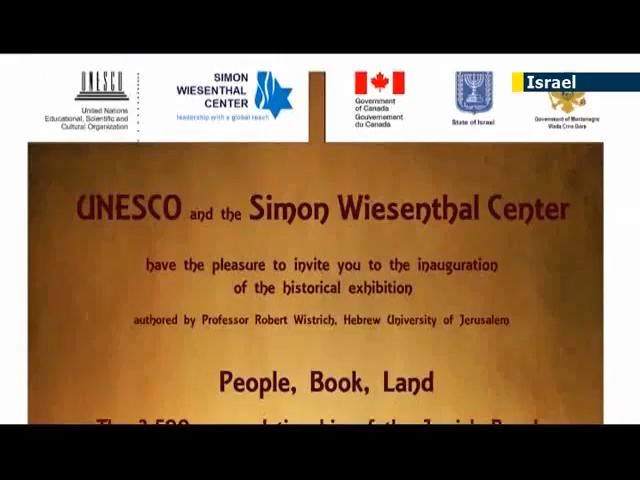 Israel
UNESCO
United Nations
Educational, Scientific and
Cultural Organization
SIMON
WIESENTHAL
CENTER
leadership with a global reach
Government
of Canada
Gouvernement
du Canada
State of Israel
Government of Montenegro
Vlada Crne Gore
UNESCO and the Simon Wiesenthal Center
have the pleasure to invite you to the inauguration
of the historical exhibition
authored by Professor Robert Wistrich, Hebrew University of Jerusalem
People, Book, Land